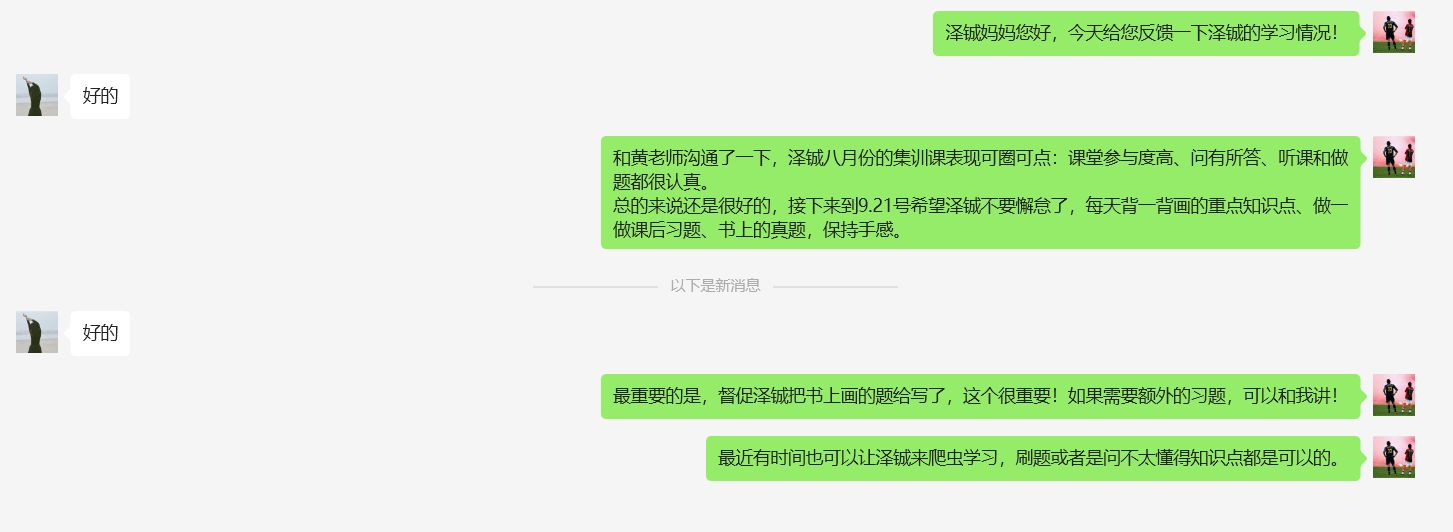 泽铖妈妈您好，今天给您反馈一下泽铖的学习情况！
好的
和黄老师沟通了一下，泽铖八月份的集训课表现可圈可点：课堂参与度高、问有所答、听课和做
题都很认真。
总的来说还是很好的，接下来到9.21号希望泽铖不要懈怠了，每天背一背画的重点知识点、做一
做课后习题、书上的真题，保持手感。
以下是新消息
好的
最重要的是，督促泽铖把书上画的题给写了，这个很重要！如果需要额外的习题，可以和我讲！
最近有时间也可以让泽铖来爬虫学习，刷题或者是问不太懂得知识点都是可以的。